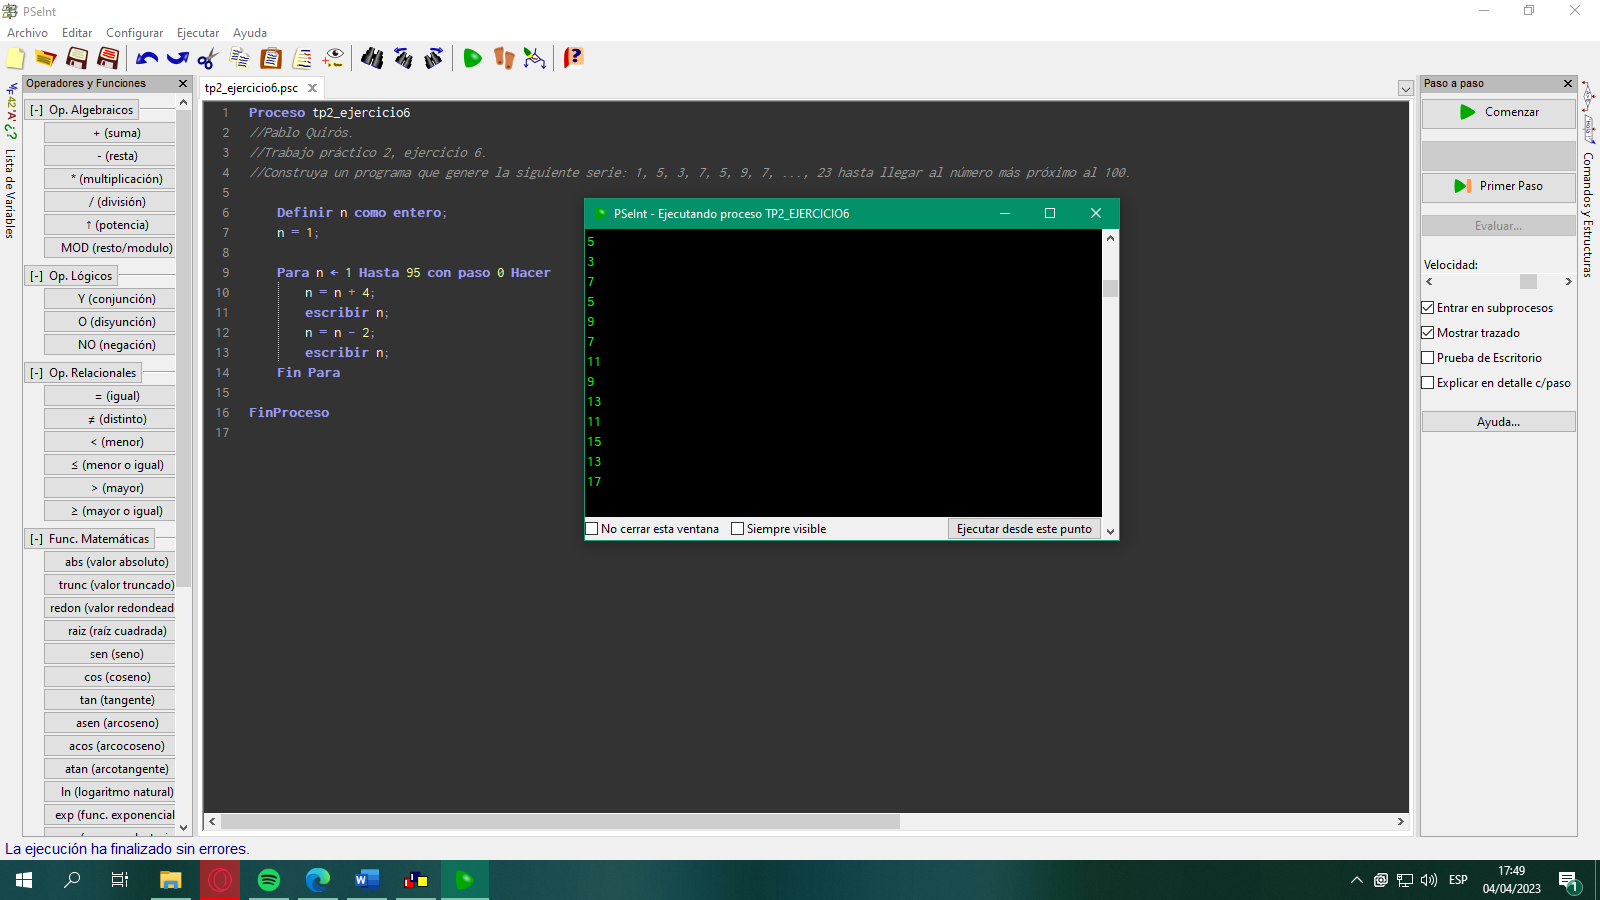 PSeInt
Archivo Editar Configurar Ejecutar Ayuda
Operadores y Funciones
[-] Op. Algebraicos
+ (suma)
- (resta)
* (multiplicación)
/ (división)
↑ (potencia)
MOD (resto/modulo)
[-] Op. Lógicos
Y (conjunción)
O (disyunción)
NO (negación)
[-] Op. Relacionales
= (igual)
≠ (distinto)
< (menor)
≤ (menor o igual)
> (mayor)
≥ (mayor o igual)
[-] Func. Matemáticas
abs (valor absoluto)
trunc (valor truncado)
redon (valor redondead
raiz (raíz cuadrada)
sen (seno)
cos (coseno)
tan (tangente)
asen (arcoseno)
acos (arcocoseno)
atan (arcotangente)
ln (logaritmo natural)
exp (func. exponencial
Lista de Variables
tp2_ejercicio6.psc
1 Proceso tp2_ejercicio6
2 //Pablo Quirós.
3 //Trabajo práctico 2, ejercicio 6.
4 //Construya un programa que genere la siguiente serie: 1, 5, 3, 7, 5, 9, 7, ..., 23 hasta llegar al número más próximo al 100.
5
6 Definir n como entero;
7 n = 1;
8
9 Para n ← 1 Hasta 95 con paso 0 Hacer
10 n = n + 4;
11 escribir n;
12 n = n - 2;
13 escribir n;
14 Fin Para
15
16 FinProceso
17
PSeInt - Ejecutando proceso TP2_EJERCICIO6
5
3
7
5
9
7
11
9
13
11
15
13
17
No cerrar esta ventana Siempre visible Ejecutar desde este punto
Paso a paso
Comenzar
Primer Paso
Evaluar...
Velocidad:
Entrar en subprocesos
Mostrar trazado
Prueba de Escritorio
Explicar en detalle c/paso
Ayuda...
Comandos y Estructuras
La ejecución ha finalizado sin errores.
ESP
17:49
04/04/2023
1